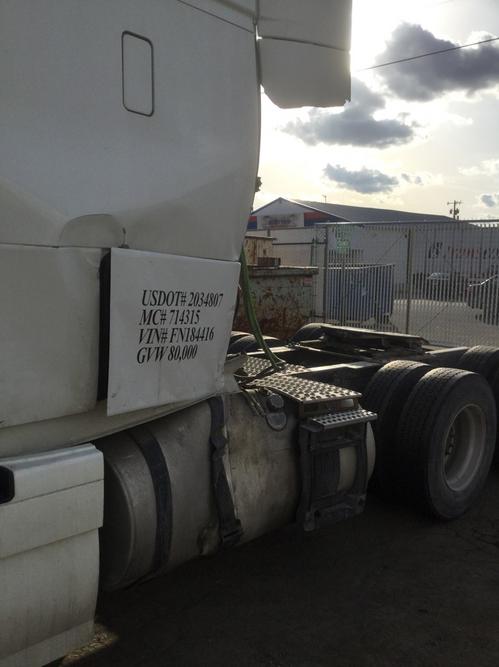 USDOT# 2034807
MC# 714315
VIN# FN184416
GVW 80,000